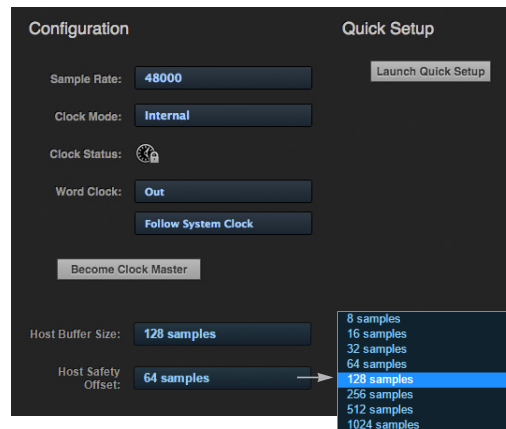 Configuration
Quick Setup
Sample Rate: 48000
Launch Quick Setup
Clock Mode: Internal
Clock Status:
Word Clock: Out
Follow System Clock
Become Clock Master
Host Buffer Size: 128 samples
Host Safety Offset: 64 samples
8 samples
16 samples
32 samples
64 samples
128 samples
256 samples
512 samples
1024 samples